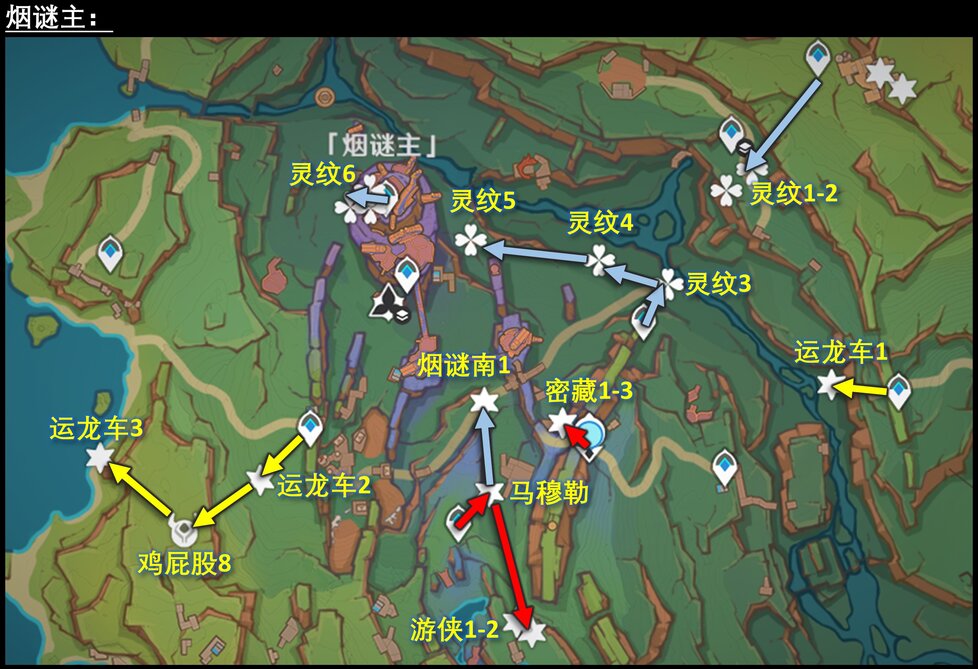 烟谜主：
「烟谜主」
灵纹6
灵纹5
灵纹1-2
灵纹4
灵纹3
运龙车1
烟谜南1
密藏1-3
运龙车3
运龙车2
马穆勒
鸡屁股8
游侠1-2